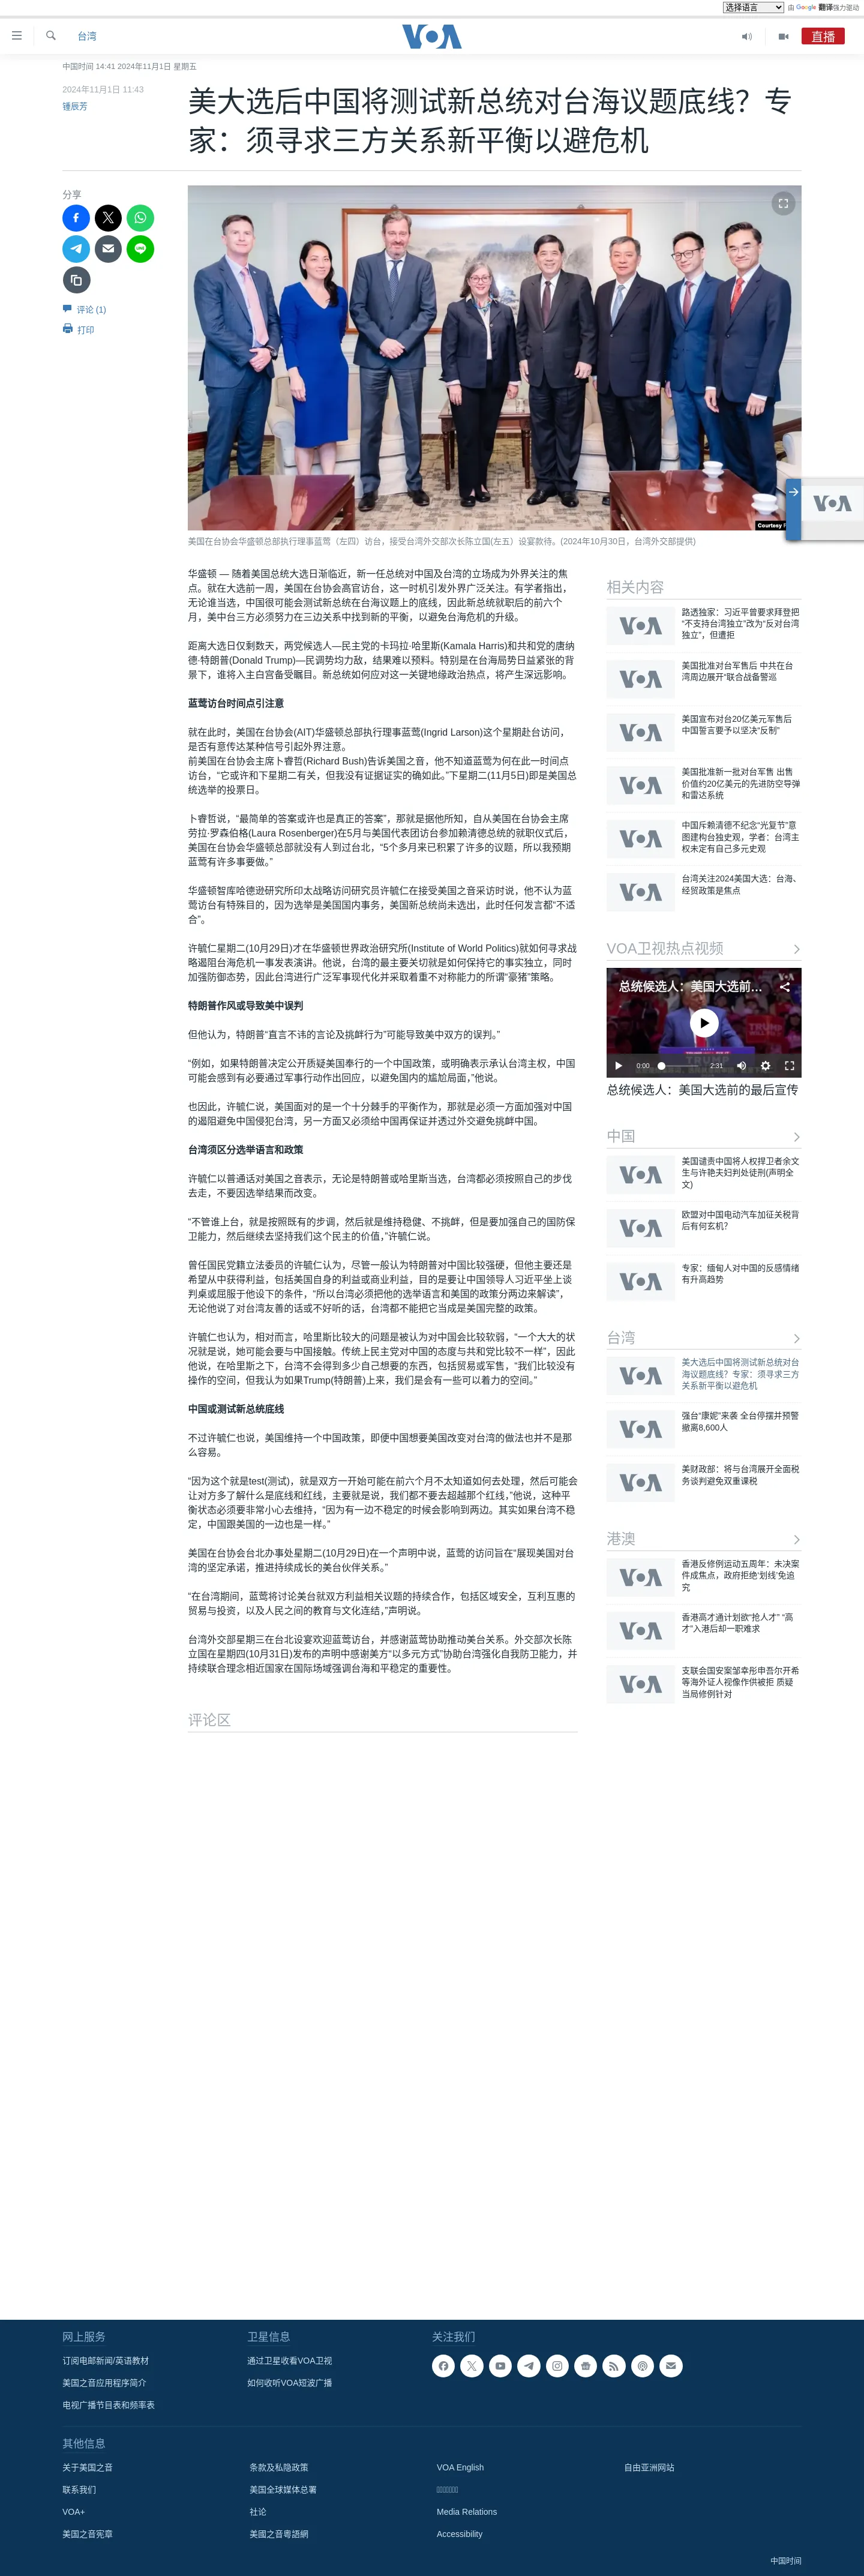 选择语言 由 Google 翻译强力驱动
台湾
VOA
直播
中国时间 14:41 2024年11月1日 星期五
2024年11月1日 11:43
锺辰芳
美大选后中国将测试新总统对台海议题底线？专
家：须寻求三方关系新平衡以避危机
分享
评论 (1)
打印
美国在台协会华盛顿总部执行理事蓝莺（左四）访台，接受台湾外交部次长陈立国(左五）设宴款待。(2024年10月30日，台湾外交部提供)
华盛顿 — 随着美国总统大选日渐临近，新一任总统对中国及台湾的立场成为外界关注的焦
点。就在大选前一周，美国在台协会高官访台，这一时机引发外界广泛关注。有学者指出，
无论谁当选，中国很可能会测试新总统在台海议题上的底线，因此新总统就职后的前六个
月，美中台三方必须努力在三边关系中找到新的平衡，以避免台海危机的升级。
距离大选日仅剩数天，两党候选人—民主党的卡玛拉·哈里斯(Kamala Harris)和共和党的唐纳
德·特朗普(Donald Trump)—民调势均力敌，结果难以预料。特别是在台海局势日益紧张的背
景下，谁将入主白宫备受瞩目。新总统如何应对这一关键地缘政治热点，将产生深远影响。
蓝莺访台时间点引注意
就在此时，美国在台协会(AIT)华盛顿总部执行理事蓝莺(Ingrid Larson)这个星期赴台访问，
是否有意传达某种信号引起外界注意。
前美国在台协会主席卜睿哲(Richard Bush)告诉美国之音，他不知道蓝莺为何在此一时间点
访台，“它或许和下星期二有关，但我没有证据证实的确如此。”下星期二(11月5日)即是美国总
统选举的投票日。
卜睿哲说，“最简单的答案或许也是真正的答案”，那就是据他所知，自从美国在台协会主席
劳拉·罗森伯格(Laura Rosenberger)在5月与美国代表团访台参加赖清德总统的就职仪式后，
美国在台协会华盛顿总部就没有人到过台北，“5个多月来已积累了许多的议题，所以我预期
蓝莺有许多事要做。”
华盛顿智库哈德逊研究所印太战略访问研究员许毓仁在接受美国之音采访时说，他不认为蓝
莺访台有特殊目的，因为选举是美国国内事务，美国新总统尚未选出，此时任何发言都“不适
合”。
许毓仁星期二(10月29日)才在华盛顿世界政治研究所(Institute of World Politics)就如何寻求战
略遏阻台海危机一事发表演讲。他说，台湾的最主要关切就是如何保持它的事实独立，同时
加强防御态势，因此台湾进行广泛军事现代化并采取着重不对称能力的所谓“豪猪”策略。
特朗普作风或导致美中误判
但他认为，特朗普“直言不讳的言论及挑衅行为”可能导致美中双方的误判。”
“例如，如果特朗普决定公开质疑美国奉行的一个中国政策，或明确表示承认台湾主权，中国
可能会感到有必要通过军事行动作出回应，以避免国内的尴尬局面，”他说。
也因此，许毓仁说，美国面对的是一个十分棘手的平衡作为，那就是必须一方面加强对中国
的遏阻避免中国侵犯台湾，另一方面又必须给中国再保证并透过外交避免挑衅中国。
台湾须区分选举语言和政策
许毓仁以普通话对美国之音表示，无论是特朗普或哈里斯当选，台湾都必须按照自己的步伐
去走，不要因选举结果而改变。
“不管谁上台，就是按照既有的步调，然后就是维持稳健、不挑衅，但是要加强自己的国防保
卫能力，然后继续去坚持我们这个民主的价值，”许毓仁说。
曾任国民党籍立法委员的许毓仁认为，尽管一般认为特朗普对中国比较强硬，但他主要还是
希望从中获得利益，包括美国自身的利益或商业利益，目的是要让中国领导人习近平坐上谈
判桌或屈服于他设下的条件，“所以台湾必须把他的选举语言和美国的政策分两边来解读”，
无论他说了对台湾友善的话或不好听的话，台湾都不能把它当成是美国完整的政策。
许毓仁也认为，相对而言，哈里斯比较大的问题是被认为对中国会比较软弱，“一个大大的状
况就是说，她可能会要与中国接触。传统上民主党对中国的态度与共和党比较不一样”，因此
他说，在哈里斯之下，台湾不会得到多少自己想要的东西，包括贸易或军售，“我们比较没有
操作的空间，但我认为如果Trump(特朗普)上来，我们是会有一些可以着力的空间。”
中国或测试新总统底线
不过许毓仁也说，美国维持一个中国政策，即便中国想要美国改变对台湾的做法也并不是那
么容易。
“因为这个就是test(测试)，就是双方一开始可能在前六个月不太知道如何去处理，然后可能会
让对方多了解什么是底线和红线，主要就是说，我们都不要去超越那个红线，”他说，这种平
衡状态必须要非常小心去维持，“因为有一边不稳定的时候会影响到两边。其实如果台湾不稳
定，中国跟美国的一边也是一样。”
美国在台协会台北办事处星期二(10月29日)在一个声明中说，蓝莺的访问旨在“展现美国对台
湾的坚定承诺，推进持续成长的美台伙伴关系。”
“在台湾期间，蓝莺将讨论美台就双方利益相关议题的持续合作，包括区域安全，互利互惠的
贸易与投资，以及人民之间的教育与文化连结，”声明说。
台湾外交部星期三在台北设宴欢迎蓝莺访台，并感谢蓝莺协助推动美台关系。外交部次长陈
立国在星期四(10月31日)发布的声明中感谢美方“以多元方式”协助台湾强化自我防卫能力，并
持续联合理念相近国家在国际场域强调台海和平稳定的重要性。
评论区
相关内容
路透独家：习近平曾要求拜登把
“不支持台湾独立”改为“反对台湾
独立”，但遭拒
美国批准对台军售后 中共在台
湾周边展开“联合战备警巡
美国宣布对台20亿美元军售后
中国誓言要予以坚决“反制”
美国批准新一批对台军售 出售
价值约20亿美元的先进防空导弹
和雷达系统
中国斥赖清德不纪念“光复节”意
图建构台独史观，学者：台湾主
权未定有自己多元史观
台湾关注2024美国大选：台海、
经贸政策是焦点
VOA卫视热点视频
总统候选人：美国大选前...
0:00
2:31
总统候选人：美国大选前的最后宣传
中国
美国谴责中国将人权捍卫者余文
生与许艳夫妇判处徒刑(声明全
文)
欧盟对中国电动汽车加征关税背
后有何玄机？
专家：缅甸人对中国的反感情绪
有升高趋势
台湾
美大选后中国将测试新总统对台
海议题底线？专家：须寻求三方
关系新平衡以避危机
强台“康妮”来袭 全台停摆并预警
撤离8,600人
美财政部：将与台湾展开全面税
务谈判避免双重课税
港澳
香港反修例运动五周年：未决案
件成焦点，政府拒绝‘划线’免追
究
香港高才通计划欲“抢人才” “高
才”入港后却一职难求
支联会国安案邹幸彤申吾尔开希
等海外证人视像作供被拒 质疑
当局修例针对
网上服务
订阅电邮新闻/英语教材
美国之音应用程序简介
电视广播节目表和频率表
卫星信息
通过卫星收看VOA卫视
如何收听VOA短波广播
关注我们
其他信息
关于美国之音
联系我们
VOA+
美国之音宪章
条款及私隐政策
美国全球媒体总署
社论
美國之音粵語網
VOA English
Media Relations
Accessibility
自由亚洲网站
中国时间